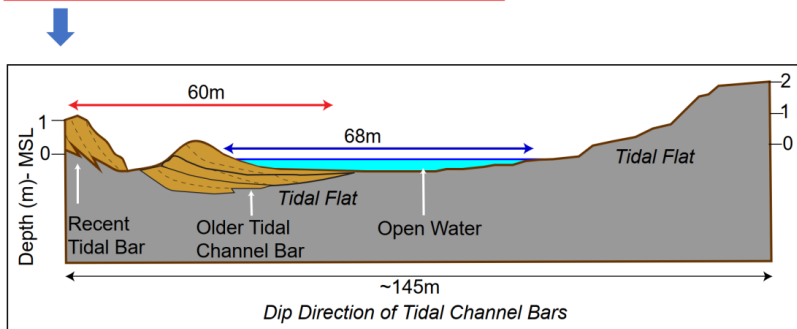 60m
2
1
68m
1
0
0
Depth (m)- MSL
Tidal Flat
Tidal Flat
Recent
Tidal Bar
Older Tidal
Channel Bar
Open Water
~145m
Dip Direction of Tidal Channel Bars